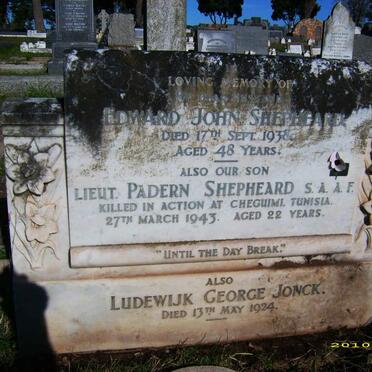 LOVING MEMORY OF
EDWARD JOHN SHEPHEARD
DIED 17TH SEPT. 1938.
AGED 48 YEARS.
ALSO OUR SON
LIEUT. PADERN SHEPHEARD S.A.A.F.
KILLED IN ACTION AT CHEGUIMI, TUNISIA.
27TH MARCH 1943. AGED 22 YEARS.
"UNTIL THE DAY BREAK."
ALSO
LUDEWIJK GEORGE JONCK.
DIED 13TH MAY 1924.
2010